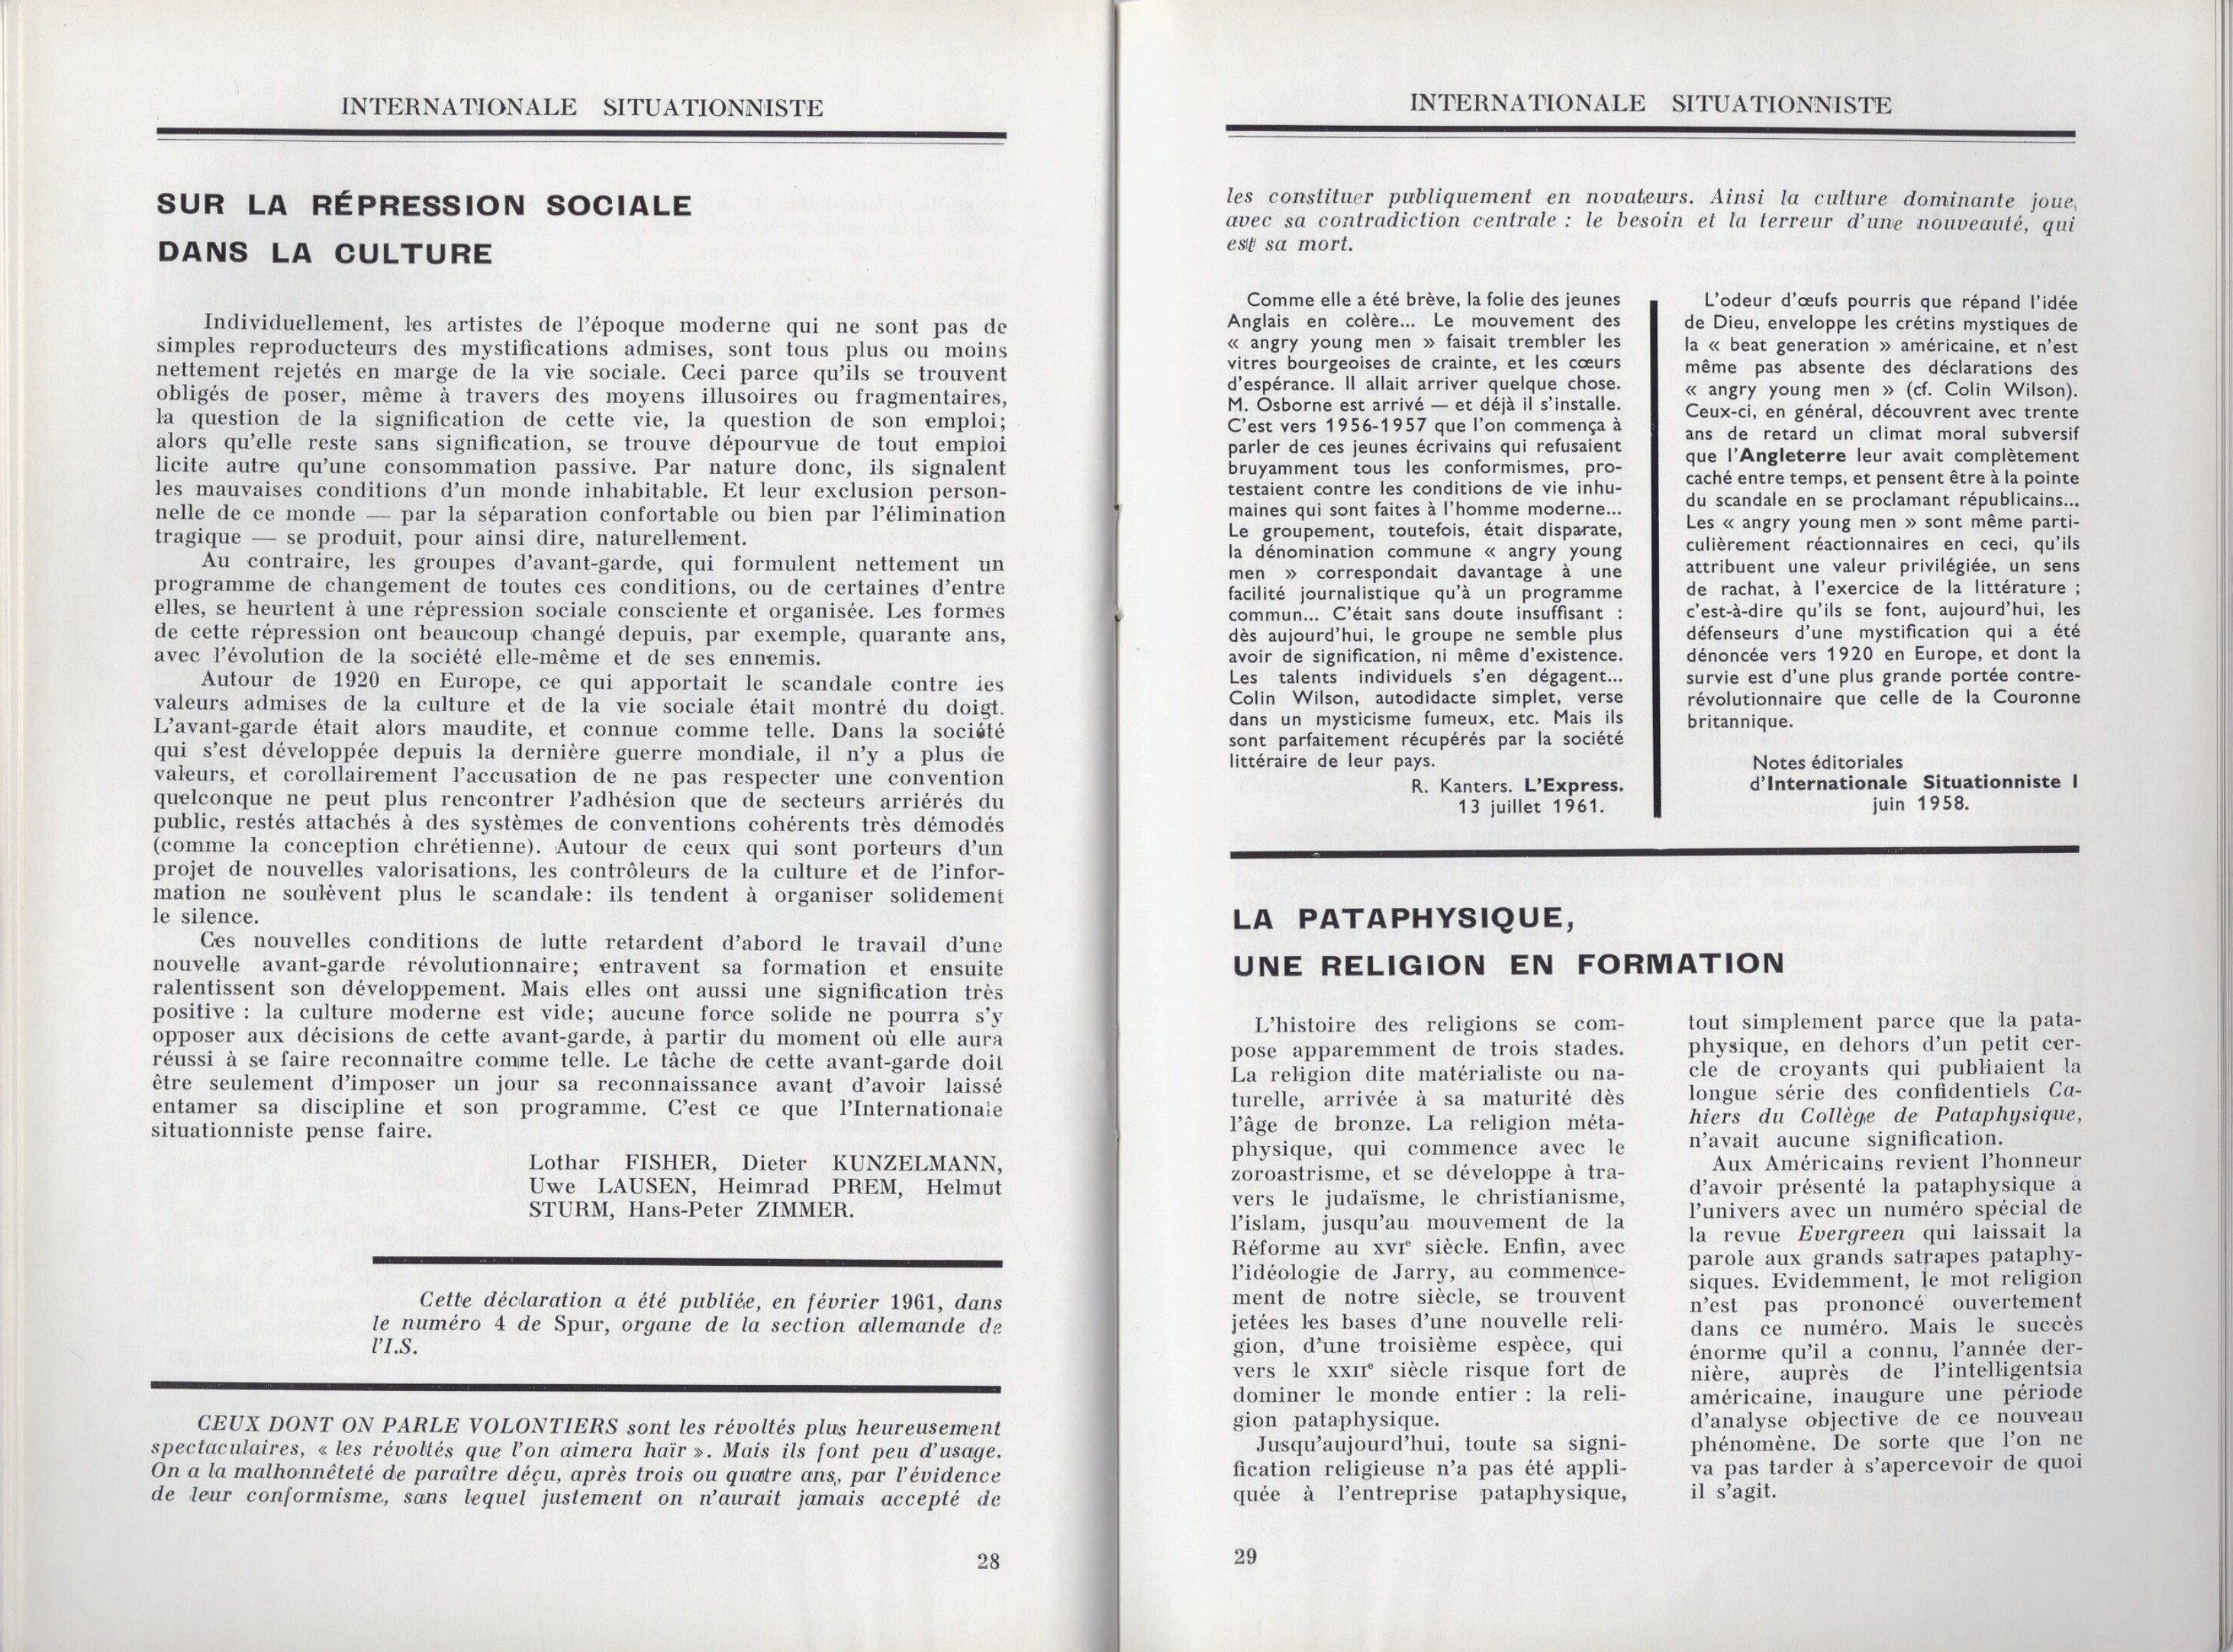 INTERNATIONALE SITUATIONNISTE
SUR LA RÉPRESSION SOCIALE
DANS LA CULTURE
Individuellement, les artistes de l'époque moderne qui ne sont pas de
simples reproducteurs des mystifications admises, sont tous plus ou moins
nettement rejetés en marge de la vie sociale. Ceci parce qu'ils se trouvent
obligés de poser, même à travers des moyens illusoires ou fragmentaires,
la question de la signification de cette vie, la question de son emploi;
alors qu'elle reste sans signification, se trouve dépourvue de tout emploi
licite autre qu'une consommation passive. Par nature donc, ils signalent
les mauvaises conditions d'un monde inhabitable. Et leur exclusion person-
nelle de ce monde — par la séparation confortable ou bien par l'élimination
tragique — se produit, pour ainsi dire, naturellement.
Au contraire, les groupes d'avant-garde, qui formulent nettement un
programme de changement de toutes ces conditions, ou de certaines d'entre
elles, se heurtent à une répression sociale consciente et organisée. Les formes
de cette répression ont beaucoup changé depuis, par exemple, quarante ans,
avec l'évolution de la société elle-même et de ses ennemis.
Autour de 1920 en Europe, ce qui apportait le scandale contre les
valeurs admises de la culture et de la vie sociale était montré du doigt.
L'avant-garde était alors maudite, et connue comme telle. Dans la société
qui s'est développée depuis la dernière guerre mondiale, il n'y a plus de
valeurs, et corollairement l'accusation de ne pas respecter une convention
quelconque ne peut plus rencontrer l'adhésion que de secteurs arriérés du
public, restés attachés à des systèmes de conventions cohérents très démodés
(comme la conception chrétienne). Autour de ceux qui sont porteurs d'un
projet de nouvelles valorisations, les contrôleurs de la culture et de l'infor-
mation ne soulèvent plus le scandale: ils tendent à organiser solidement
le silence.
Ces nouvelles conditions de lutte retardent d'abord le travail d'une
nouvelle avant-garde révolutionnaire; entravent sa formation et ensuite
ralentissent son développement. Mais elles ont aussi une signification très
positive : la culture moderne est vide; aucune force solide ne pourra s'y
opposer aux décisions de cette avant-garde, à partir du moment où elle aura
réussi à se faire reconnaître comme telle. Le tâche de cette avant-garde doit
être seulement d'imposer un jour sa reconnaissance avant d'avoir laissé
entamer sa discipline et son programme. C'est ce que l'Internationale
situationniste pense faire.
Lothar FISHER, Dieter KUNZELMANN,
Uwe LAUSEN, Heimrad PREM, Helmut
STURM, Hans-Peter ZIMMER.
Cette déclaration a été publiée, en février 1961, dans
le numéro 4 de Spur, organe de la section allemande de
l'I.S.
CEUX DONT ON PARLE VOLONTIERS sont les révoltés plus heureusement
spectaculaires, « les révoltés que l'on aimera haïr ». Mais ils font peu d'usage.
On a la malhonnêteté de paraître déçu, après trois ou quatre ans, par l'évidence
de leur conformisme, sans lequel justement on n'aurait jamais accepté de
28
INTERNATIONALE SITUATIONNISTE
les constituer publiquement en novateurs. Ainsi la culture dominante joue,
avec sa contradiction centrale : le besoin et la terreur d'une nouveauté, qui
est sa mort.
Comme elle a été brève, la folie des jeunes
Anglais en colère... Le mouvement des
« angry young men » faisait trembler les
vitres bourgeoises de crainte, et les cœurs
d'espérance. Il allait arriver quelque chose.
M. Osborne est arrivé — et déjà il s'installe.
C'est vers 1956-1957 que l'on commença à
parler de ces jeunes écrivains qui refusaient
bruyamment tous les conformismes, pro-
testaient contre les conditions de vie inhu-
maines qui sont faites à l'homme moderne...
Le groupement, toutefois, était disparate,
la dénomination commune « angry young
men » correspondait davantage à une
facilité journalistique qu'à un programme
commun... C'était sans doute insuffisant :
dès aujourd'hui, le groupe ne semble plus
avoir de signification, ni même d'existence.
Les talents individuels s'en dégagent...
Colin Wilson, autodidacte simplet, verse
dans un mysticisme fumeux, etc. Mais ils
sont parfaitement récupérés par la société
littéraire de leur pays.
R. Kanters. L'Express.
13 juillet 1961.
L'odeur d'œufs pourris que répand l'idée
de Dieu, enveloppe les crétins mystiques de
la « beat generation » américaine, et n'est
même pas absente des déclarations des
« angry young men » (cf. Colin Wilson).
Ceux-ci, en général, découvrent avec trente
ans de retard un climat moral subversif
que l'Angleterre leur avait complètement
caché entre temps, et pensent être à la pointe
du scandale en se proclamant républicains...
Les « angry young men » sont même parti-
culièrement réactionnaires en ceci, qu'ils
attribuent une valeur privilégiée, un sens
de rachat, à l'exercice de la littérature ;
c'est-à-dire qu'ils se font, aujourd'hui, les
défenseurs d'une mystification qui a été
dénoncée vers 1920 en Europe, et dont la
survie est d'une plus grande portée contre-
révolutionnaire que celle de la Couronne
britannique.
Notes éditoriales
d'Internationale Situationniste I
juin 1958.
LA PATAPHYSIQUE,
UNE RELIGION EN FORMATION
L'histoire des religions se com-
pose apparemment de trois stades.
La religion dite matérialiste ou na-
turelle, arrivée à sa maturité dès
l'âge de bronze. La religion méta-
physique, qui commence avec le
zoroastrisme, et se développe à tra-
vers le judaïsme, le christianisme,
l'islam, jusqu'au mouvement de la
Réforme au XVIe siècle. Enfin, avec
l'idéologie de Jarry, au commence-
ment de notre siècle, se trouvent
jetées les bases d'une nouvelle reli-
gion, d'une troisième espèce, qui
vers le XXIIe siècle risque fort de
dominer le monde entier : la reli-
gion pataphysique.
Jusqu'aujourd'hui, toute sa signi-
fication religieuse n'a pas été appli-
quée à l'entreprise pataphysique,
tout simplement parce que la pata-
physique, en dehors d'un petit cer-
cle de croyants qui publiaient la
longue série des confidentiels Ca-
hiers du Collège de Pataphysique,
n'avait aucune signification.
Aux Américains revient l'honneur
d'avoir présenté la pataphysique à
l'univers avec un numéro spécial de
la revue Evergreen qui laissait la
parole aux grands satrapes pataphy-
siques. Evidemment, le mot religion
n'est pas prononcé ouvertement
dans ce numéro. Mais le succès
énorme qu'il a connu, l'année der-
nière, auprès de l'intelligentsia
américaine, inaugure une période
d'analyse objective de ce nouveau
phénomène. De sorte que l'on ne
va pas tarder à s'apercevoir de quoi
il s'agit.
29